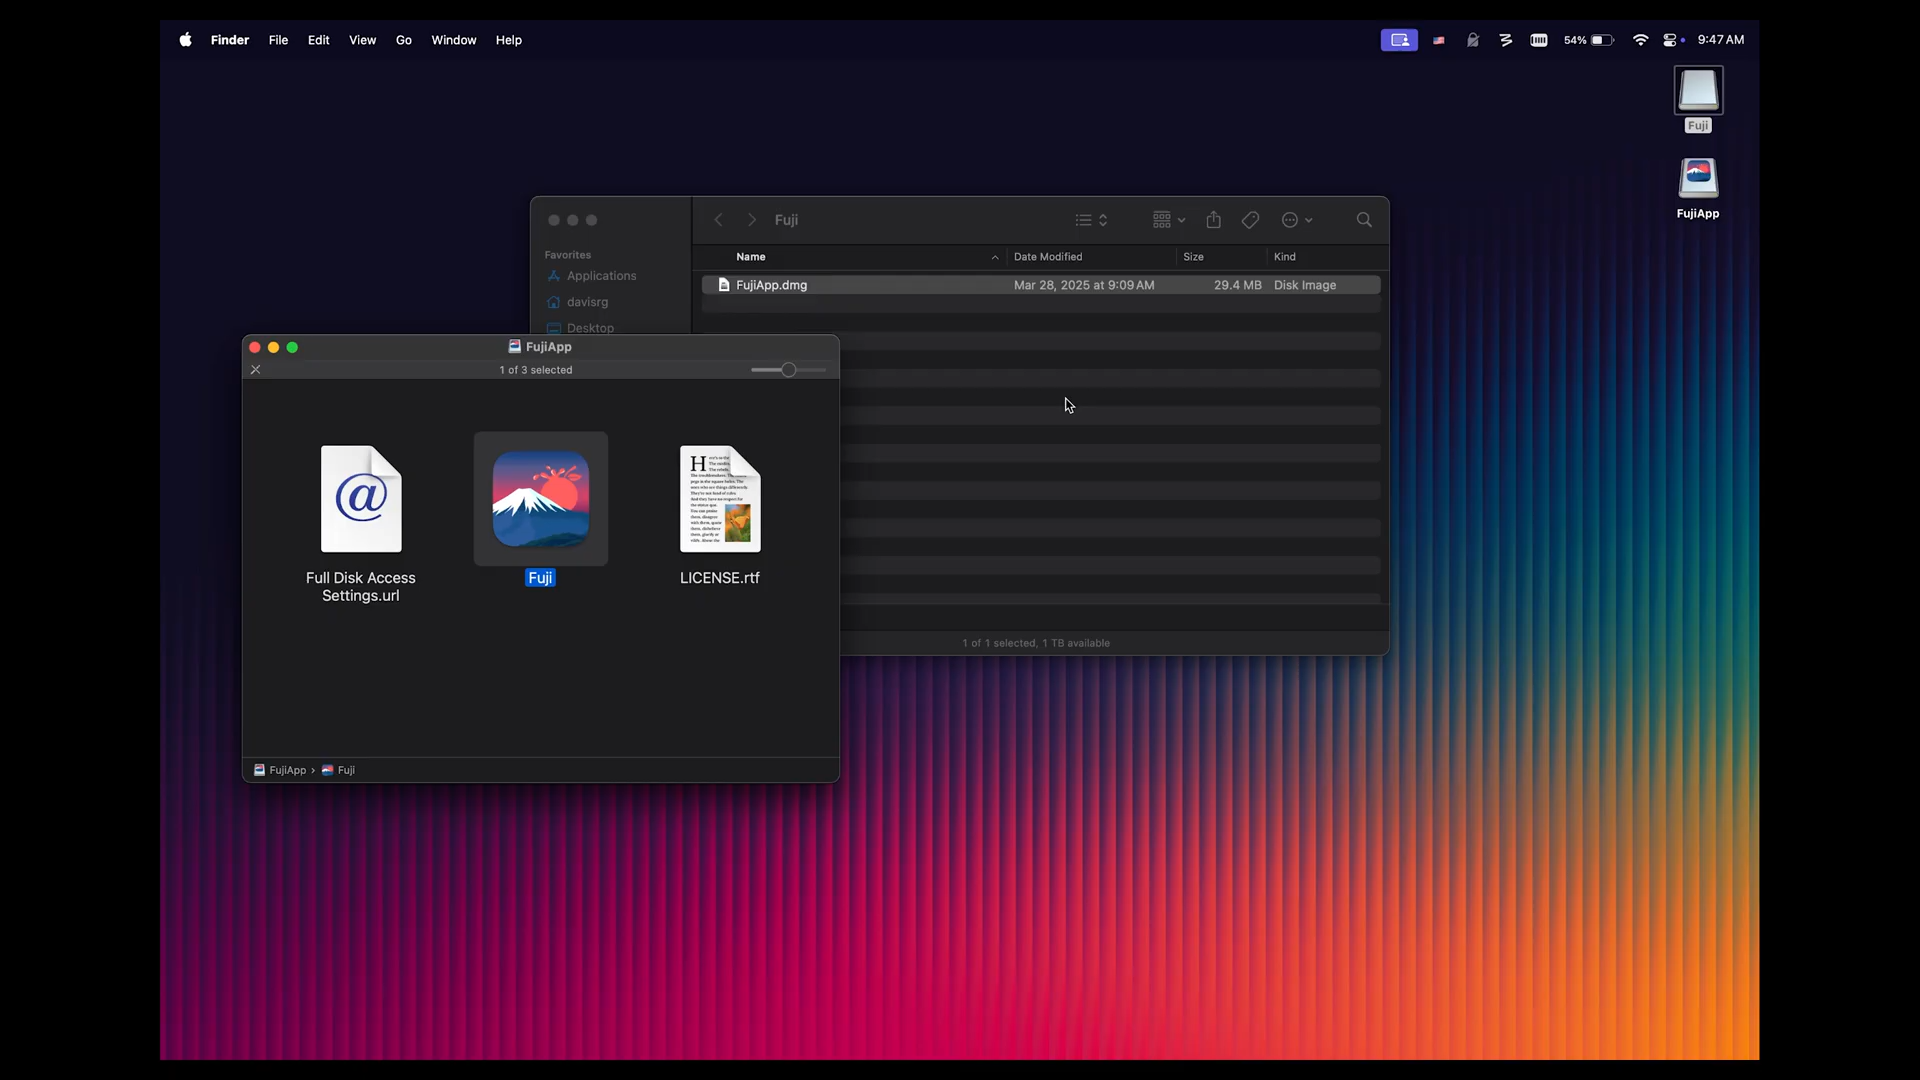 Finder File Edit View Go Window Help 54% 9:47 AM
Fuji
FujiApp
Fuji
Favorites
Applications
davisrg
Desktop
Name Date Modified Size Kind
FujiApp.dmg Mar 28, 2025 at 9:09 AM 29.4 MB Disk Image
1 of 1 selected, 1 TB available
FujiApp
1 of 3 selected
@
Full Disk Access
Settings.url
Fuji
LICENSE.rtf
FujiApp › Fuji